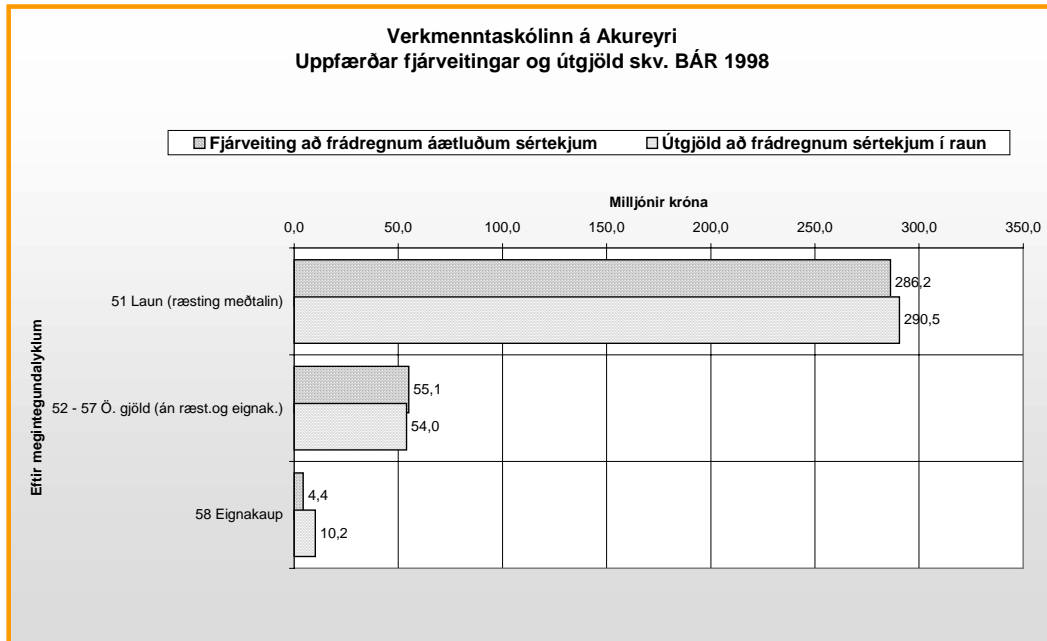 Verkmenntaskólinn á Akureyri
Uppfærðar fjárveitingar og útgjöld skv. BÁR 1998
Fjárveiting að frádregnum áætluðum sértekjum Útgjöld að frádregnum sértekjum í raun
Milljónir króna
0,0 50,0 100,0 150,0 200,0 250,0 300,0 350,0
Eftir megintegundalyklum
51 Laun (ræsting meðtalin)
286,2
290,5
52 - 57 Ö. gjöld (án ræst.og eignak.)
55,1
54,0
58 Eignakaup
4,4
10,2